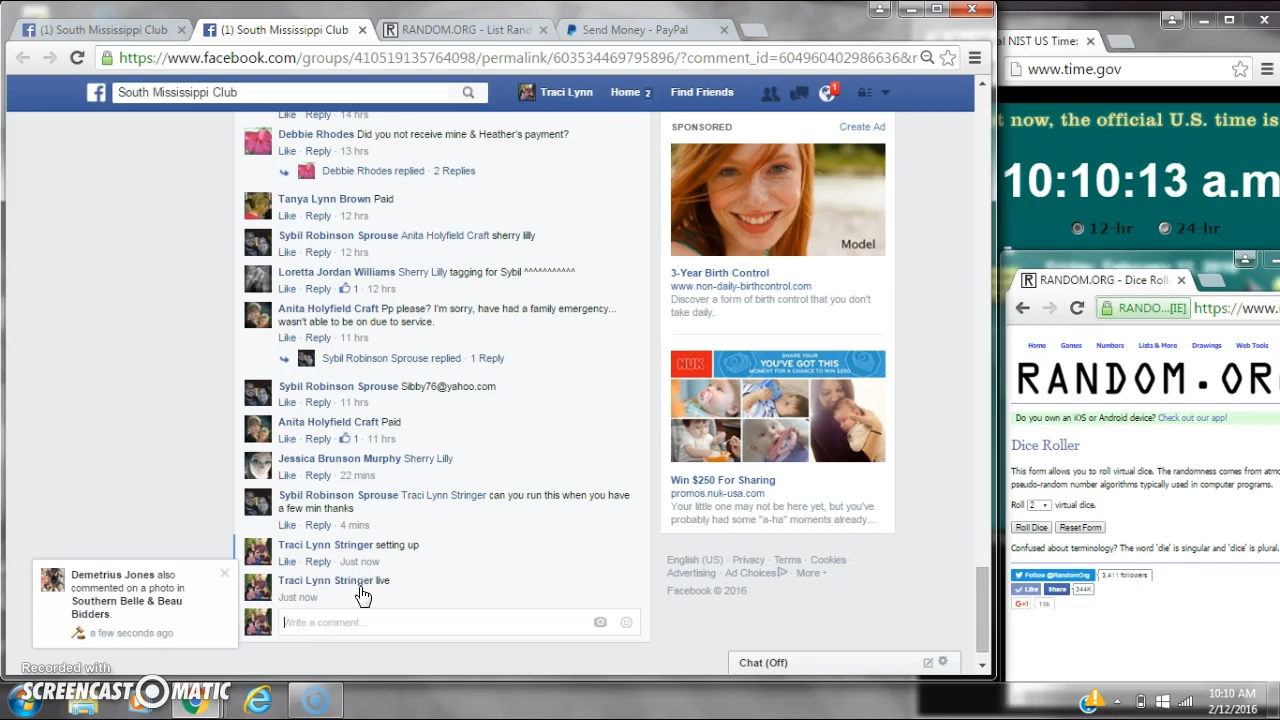 (1) South Mississippi Club
(1) South Mississippi Club
RANDOM.ORG - List Rand
Send Money - PayPal
https://www.facebook.com/groups/410519135764098/permalink/603534469795896/?comment_id=604960402986636&r
South Mississippi Club
Traci Lynn
Home 2
Find Friends
1
Like · Reply · 14 hrs
Debbie Rhodes Did you not receive mine & Heather's payment?
Like · Reply · 13 hrs
Debbie Rhodes replied · 2 Replies
Tanya Lynn Brown Paid
Like · Reply · 12 hrs
Sybil Robinson Sprouse Anita Holyfield Craft sherry lilly
Like · Reply · 12 hrs
Loretta Jordan Williams Sherry Lilly tagging for Sybil ^^^^^^^^^^^
Like · Reply · 1 · 12 hrs
Anita Holyfield Craft Pp please? I'm sorry, have had a family emergency...
wasn't able to be on due to service.
Like · Reply · 11 hrs
Sybil Robinson Sprouse replied · 1 Reply
Sybil Robinson Sprouse Sibby76@yahoo.com
Like · Reply · 11 hrs
Anita Holyfield Craft Paid
Like · Reply · 1 · 11 hrs
Jessica Brunson Murphy Sherry Lilly
Like · Reply · 22 mins
Sybil Robinson Sprouse Traci Lynn Stringer can you run this when you have
a few min thanks
Like · Reply · 4 mins
Traci Lynn Stringer setting up
Like · Reply · Just now
Traci Lynn Stringer live
Just now
Write a comment...
Demetrius Jones also
commented on a photo in
Southern Belle & Beau
Bidders.
a few seconds ago
SPONSORED
Create Ad
Model
3-Year Birth Control
www.non-daily-birthcontrol.com
Discover a form of birth control that you don't
take daily.
NUK
SHARE YOUR
YOU'VE GOT THIS
MOMENT FOR A CHANCE TO WIN $250
Win $250 For Sharing
promos.nuk-usa.com
Your little one may not be here yet, but you've
probably had some "a-ha" moments already....
English (US) · Privacy · Terms · Cookies ·
Advertising · Ad Choices · More
Facebook © 2016
Chat (Off)
al NIST US Time:
www.time.gov
t now, the official U.S. time is
10:10:13 a.m
12-hr
24-hr
RANDOM.ORG - Dice Roll
RANDO...[IE]
https://www.
Home
Games
Numbers
Lists & More
Drawings
Web Tools
RANDOM.OR
Do you own an iOS or Android device? Check out our app!
Dice Roller
This form allows you to roll virtual dice. The randomness comes from atmo
pseudo-random number algorithms typically used in computer programs.
Roll 2 virtual dice.
Roll Dice
Reset Form
Confused about terminology? The word 'die' is singular and 'dice' is plural.
Follow @RandomOrg
3,411 followers
Like
Share
344K
G+1
19k
Recorded with
SCREENCAST MATIC
10:10 AM
2/12/2016